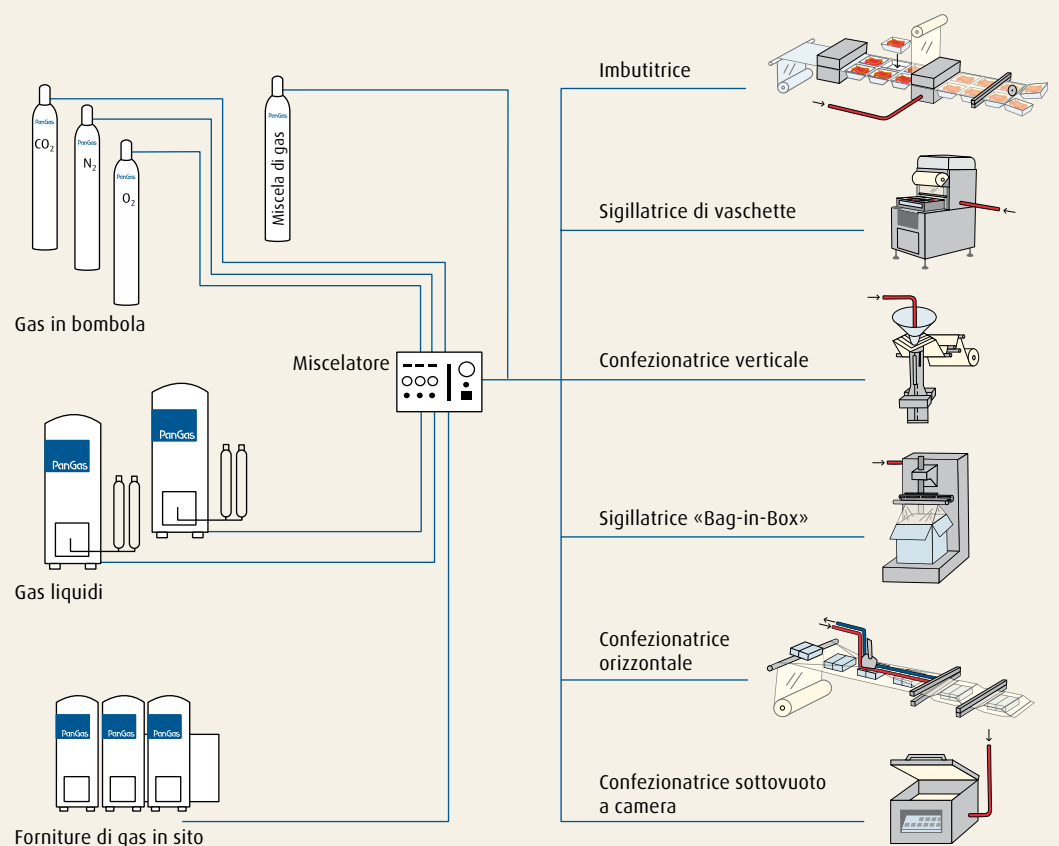 Imbutitrice
PanGas
CO₂
PanGas
N₂
PanGas
O₂
PanGas
Miscela di gas
Sigillatrice di vaschette
Gas in bombola
Miscelatore
Confezionatrice verticale
PanGas
PanGas
Sigillatrice «Bag-in-Box»
Gas liquidi
Confezionatrice
orizzontale
PanGas
PanGas
PanGas
Confezionatrice sottovuoto
a camera
Forniture di gas in sito